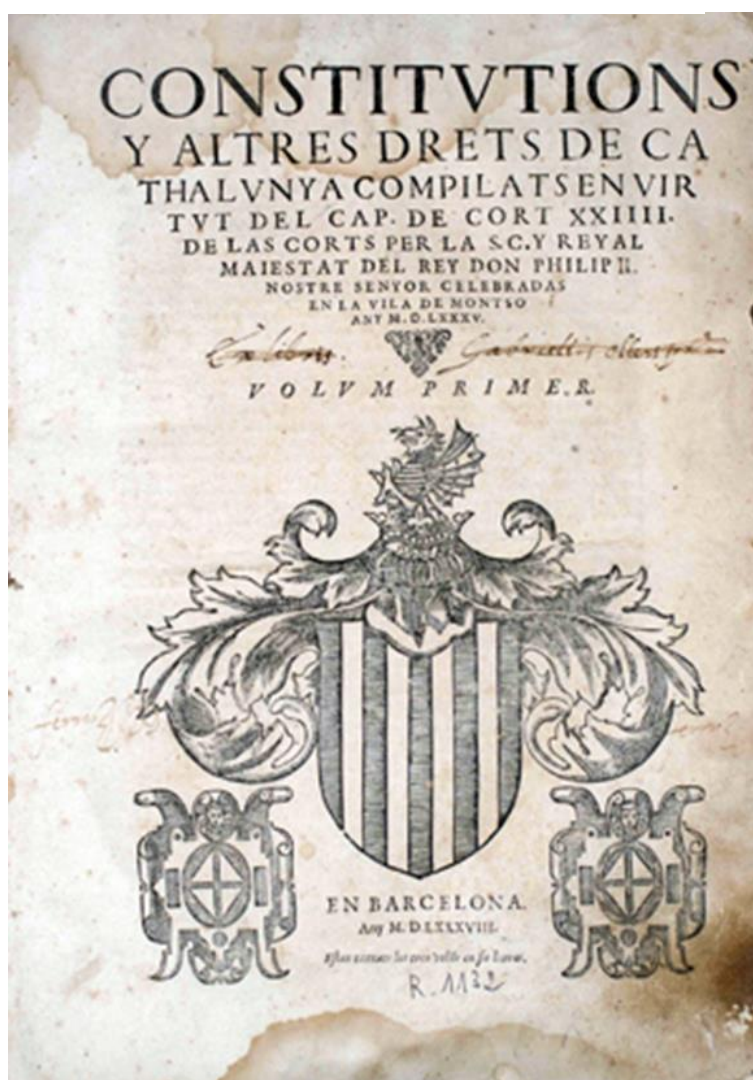 CONSTITVTIONS
Y ALTRES DRETS DE CA
THALVNYA COMPILATS EN VIR
TVT DEL CAP. DE CORT XXIIII.
DE LAS CORTS PER LA S.C.Y REYAL
MAIESTAT DEL REY DON PHILIP II.
NOSTRE SENYOR CELEBRADAS
EN LA VILA DE MONTSO
ANY M.D.LXXXV.
Ex libris.
VOLVM PRIMER.
EN BARCELONA.
Any M.D.LXXXVIII.
R. 1132